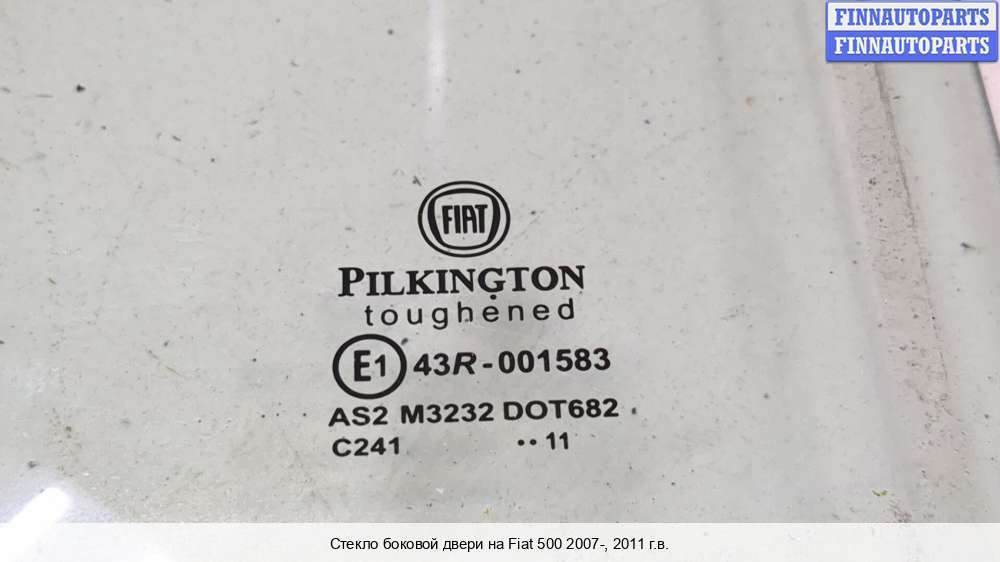 FINNAUTOPARTS
FINNAUTOPARTS
FIAT
PILKINGTON
toughened
E1 43R-001583
AS2 M3232 DOT682
C241 •• 11
Стекло боковой двери на Fiat 500 2007-, 2011 г.в.